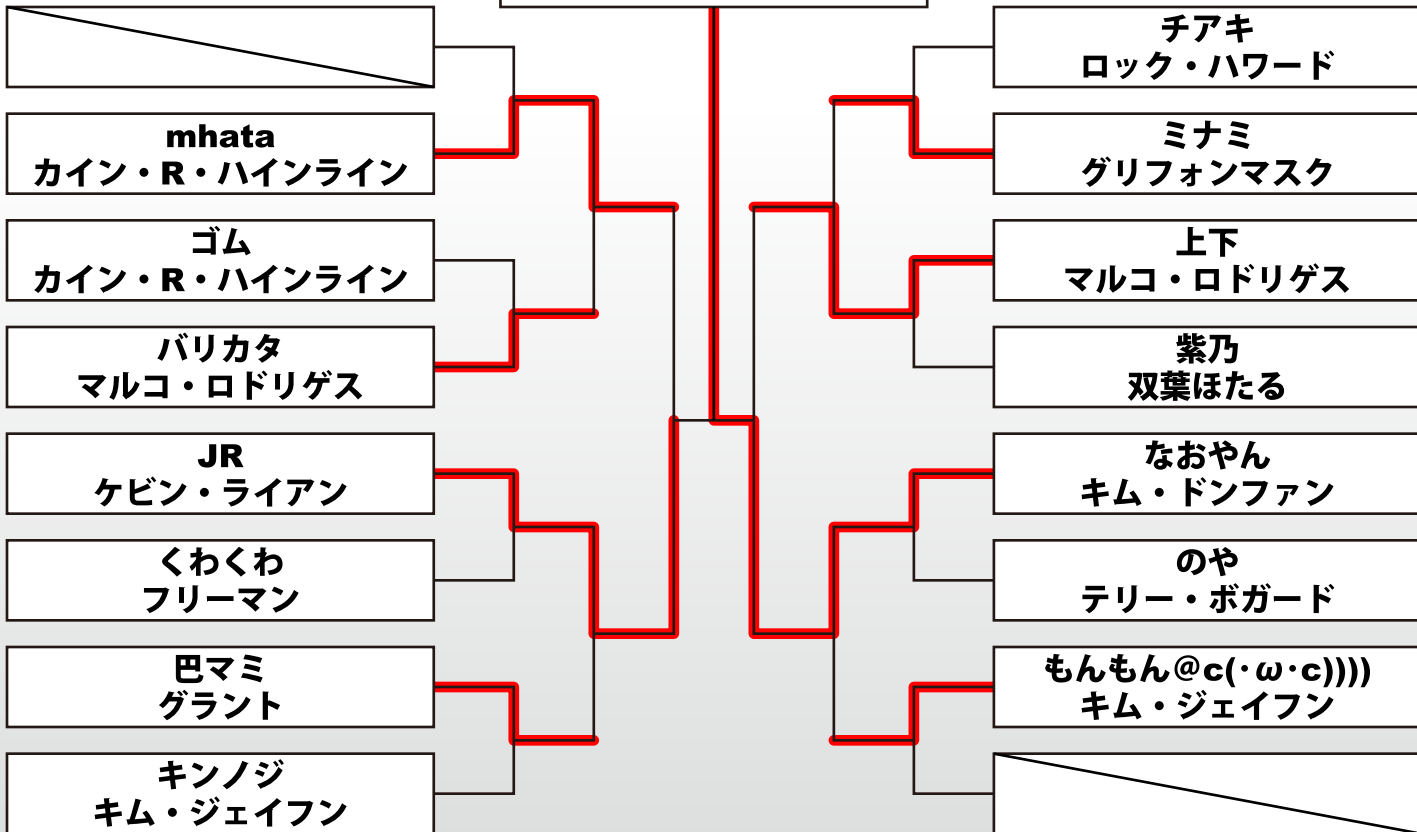 mhata
カイン・R・ハインライン
ゴム
カイン・R・ハインライン
バリカタ
マルコ・ロドリゲス
JR
ケビン・ライアン
くわくわ
フリーマン
巴マミ
グラント
キンノジ
キム・ジェイフン
チアキ
ロック・ハワード
ミナミ
グリフォンマスク
上下
マルコ・ロドリゲス
紫乃
双葉ほたる
なおやん
キム・ドンファン
のや
テリー・ボガード
もんもん@c(・ω・c))))
キム・ジェイフン